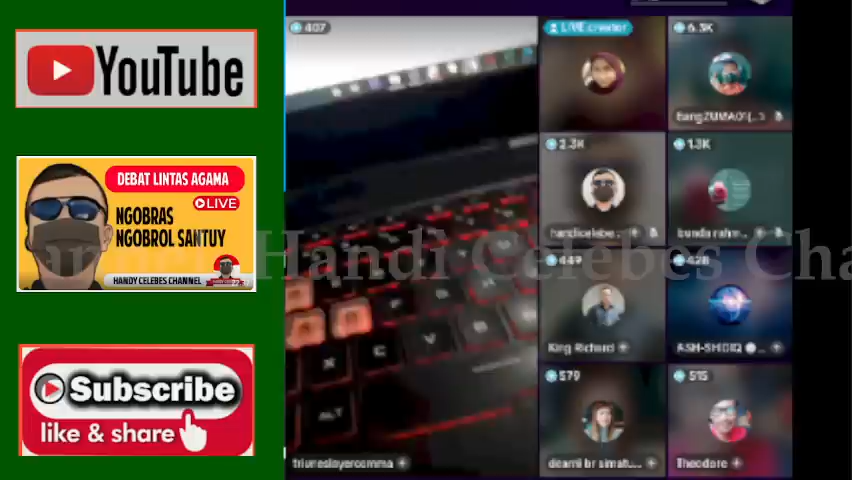 YouTube
DEBAT LINTAS AGAMA
LIVE
NGOBRAS
NGOBROL SANTUY
HANDY CELEBES CHANNEL
Subscribe
like & share
407
LIVE creator
6.3K
2.3K
1.3K
Handi Celebes Cha
449
428
King Richard
579
515
Theodore
X
C
V
ALT